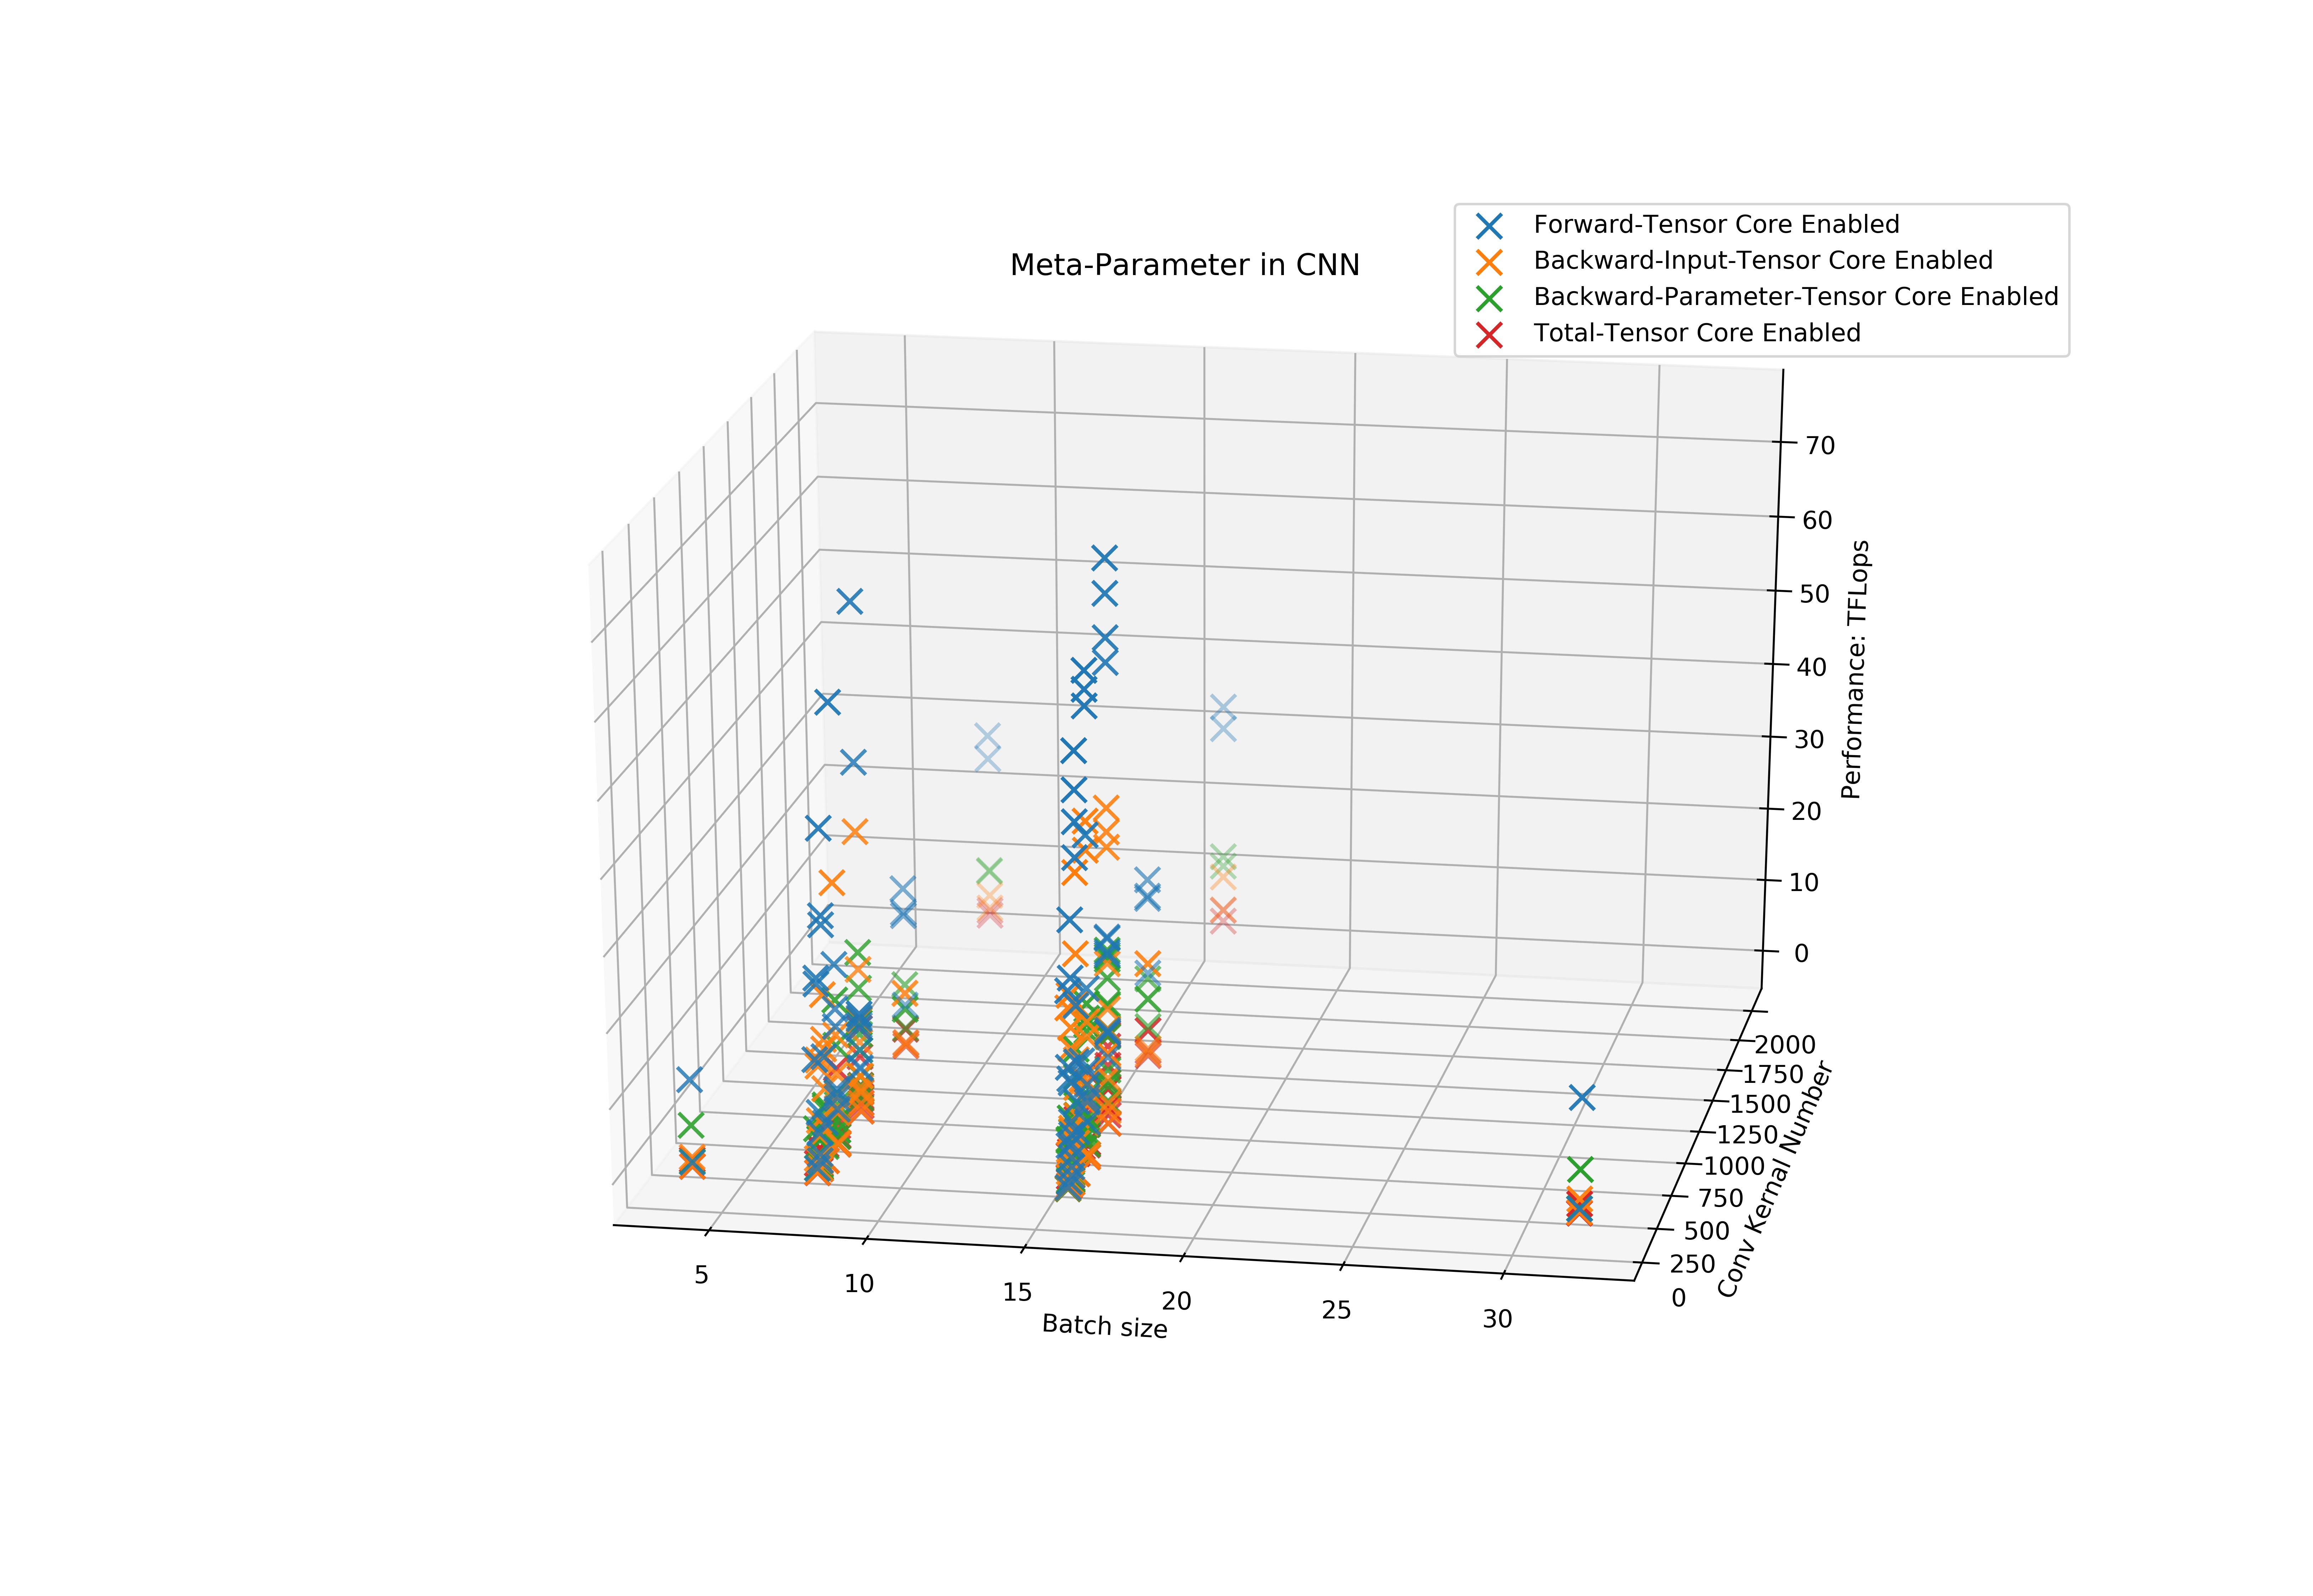 Meta-Parameter in CNN
Forward-Tensor Core Enabled
Backward-Input-Tensor Core Enabled
Backward-Parameter-Tensor Core Enabled
Total-Tensor Core Enabled
70
60
50
40
30
20
10
0
Performance: TFLops
2000
1750
1500
1250
1000
750
500
250
0
Conv Kernal Number
5
10
15
20
25
30
Batch size